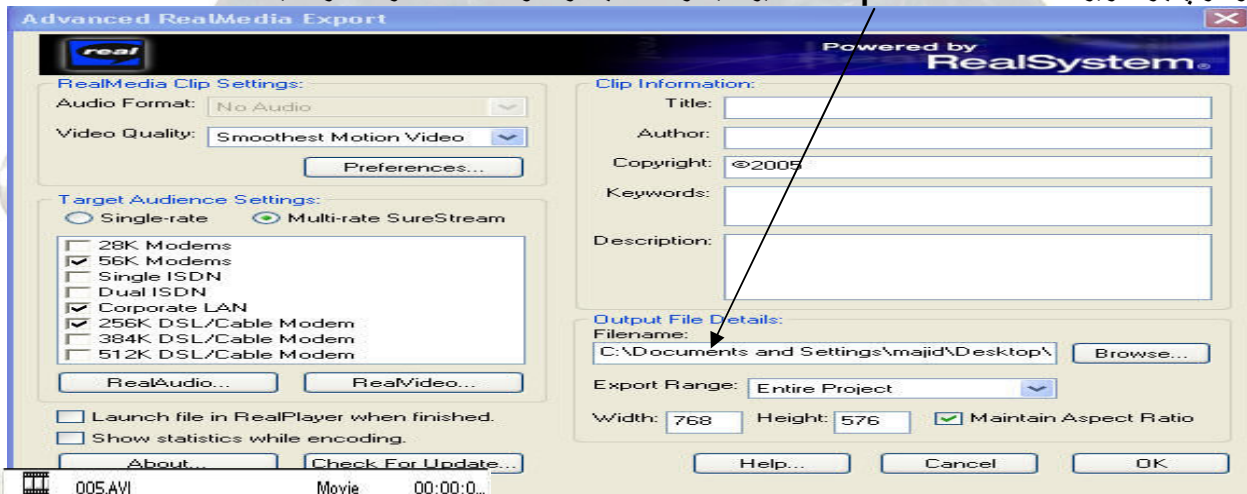 Advanced RealMedia Export
real
Powered by
RealSystem®
RealMedia Clip Settings:
Audio Format: No Audio
Video Quality: Smoothest Motion Video
Preferences...
Target Audience Settings:
Single-rate Multi-rate SureStream
28K Modems
56K Modems
Single ISDN
Dual ISDN
Corporate LAN
256K DSL/Cable Modem
384K DSL/Cable Modem
512K DSL/Cable Modem
RealAudio... RealVideo...
Launch file in RealPlayer when finished.
Show statistics while encoding.
About... Check For Update...
Clip Information:
Title:
Author:
Copyright: ©2005
Keywords:
Description:
Output File Details:
Filename:
C:\Documents and Settings\majid\Desktop\ Browse...
Export Range: Entire Project
Width: 768 Height: 576 Maintain Aspect Ratio
Help... Cancel OK
005.AVI Movie 00:00:0...